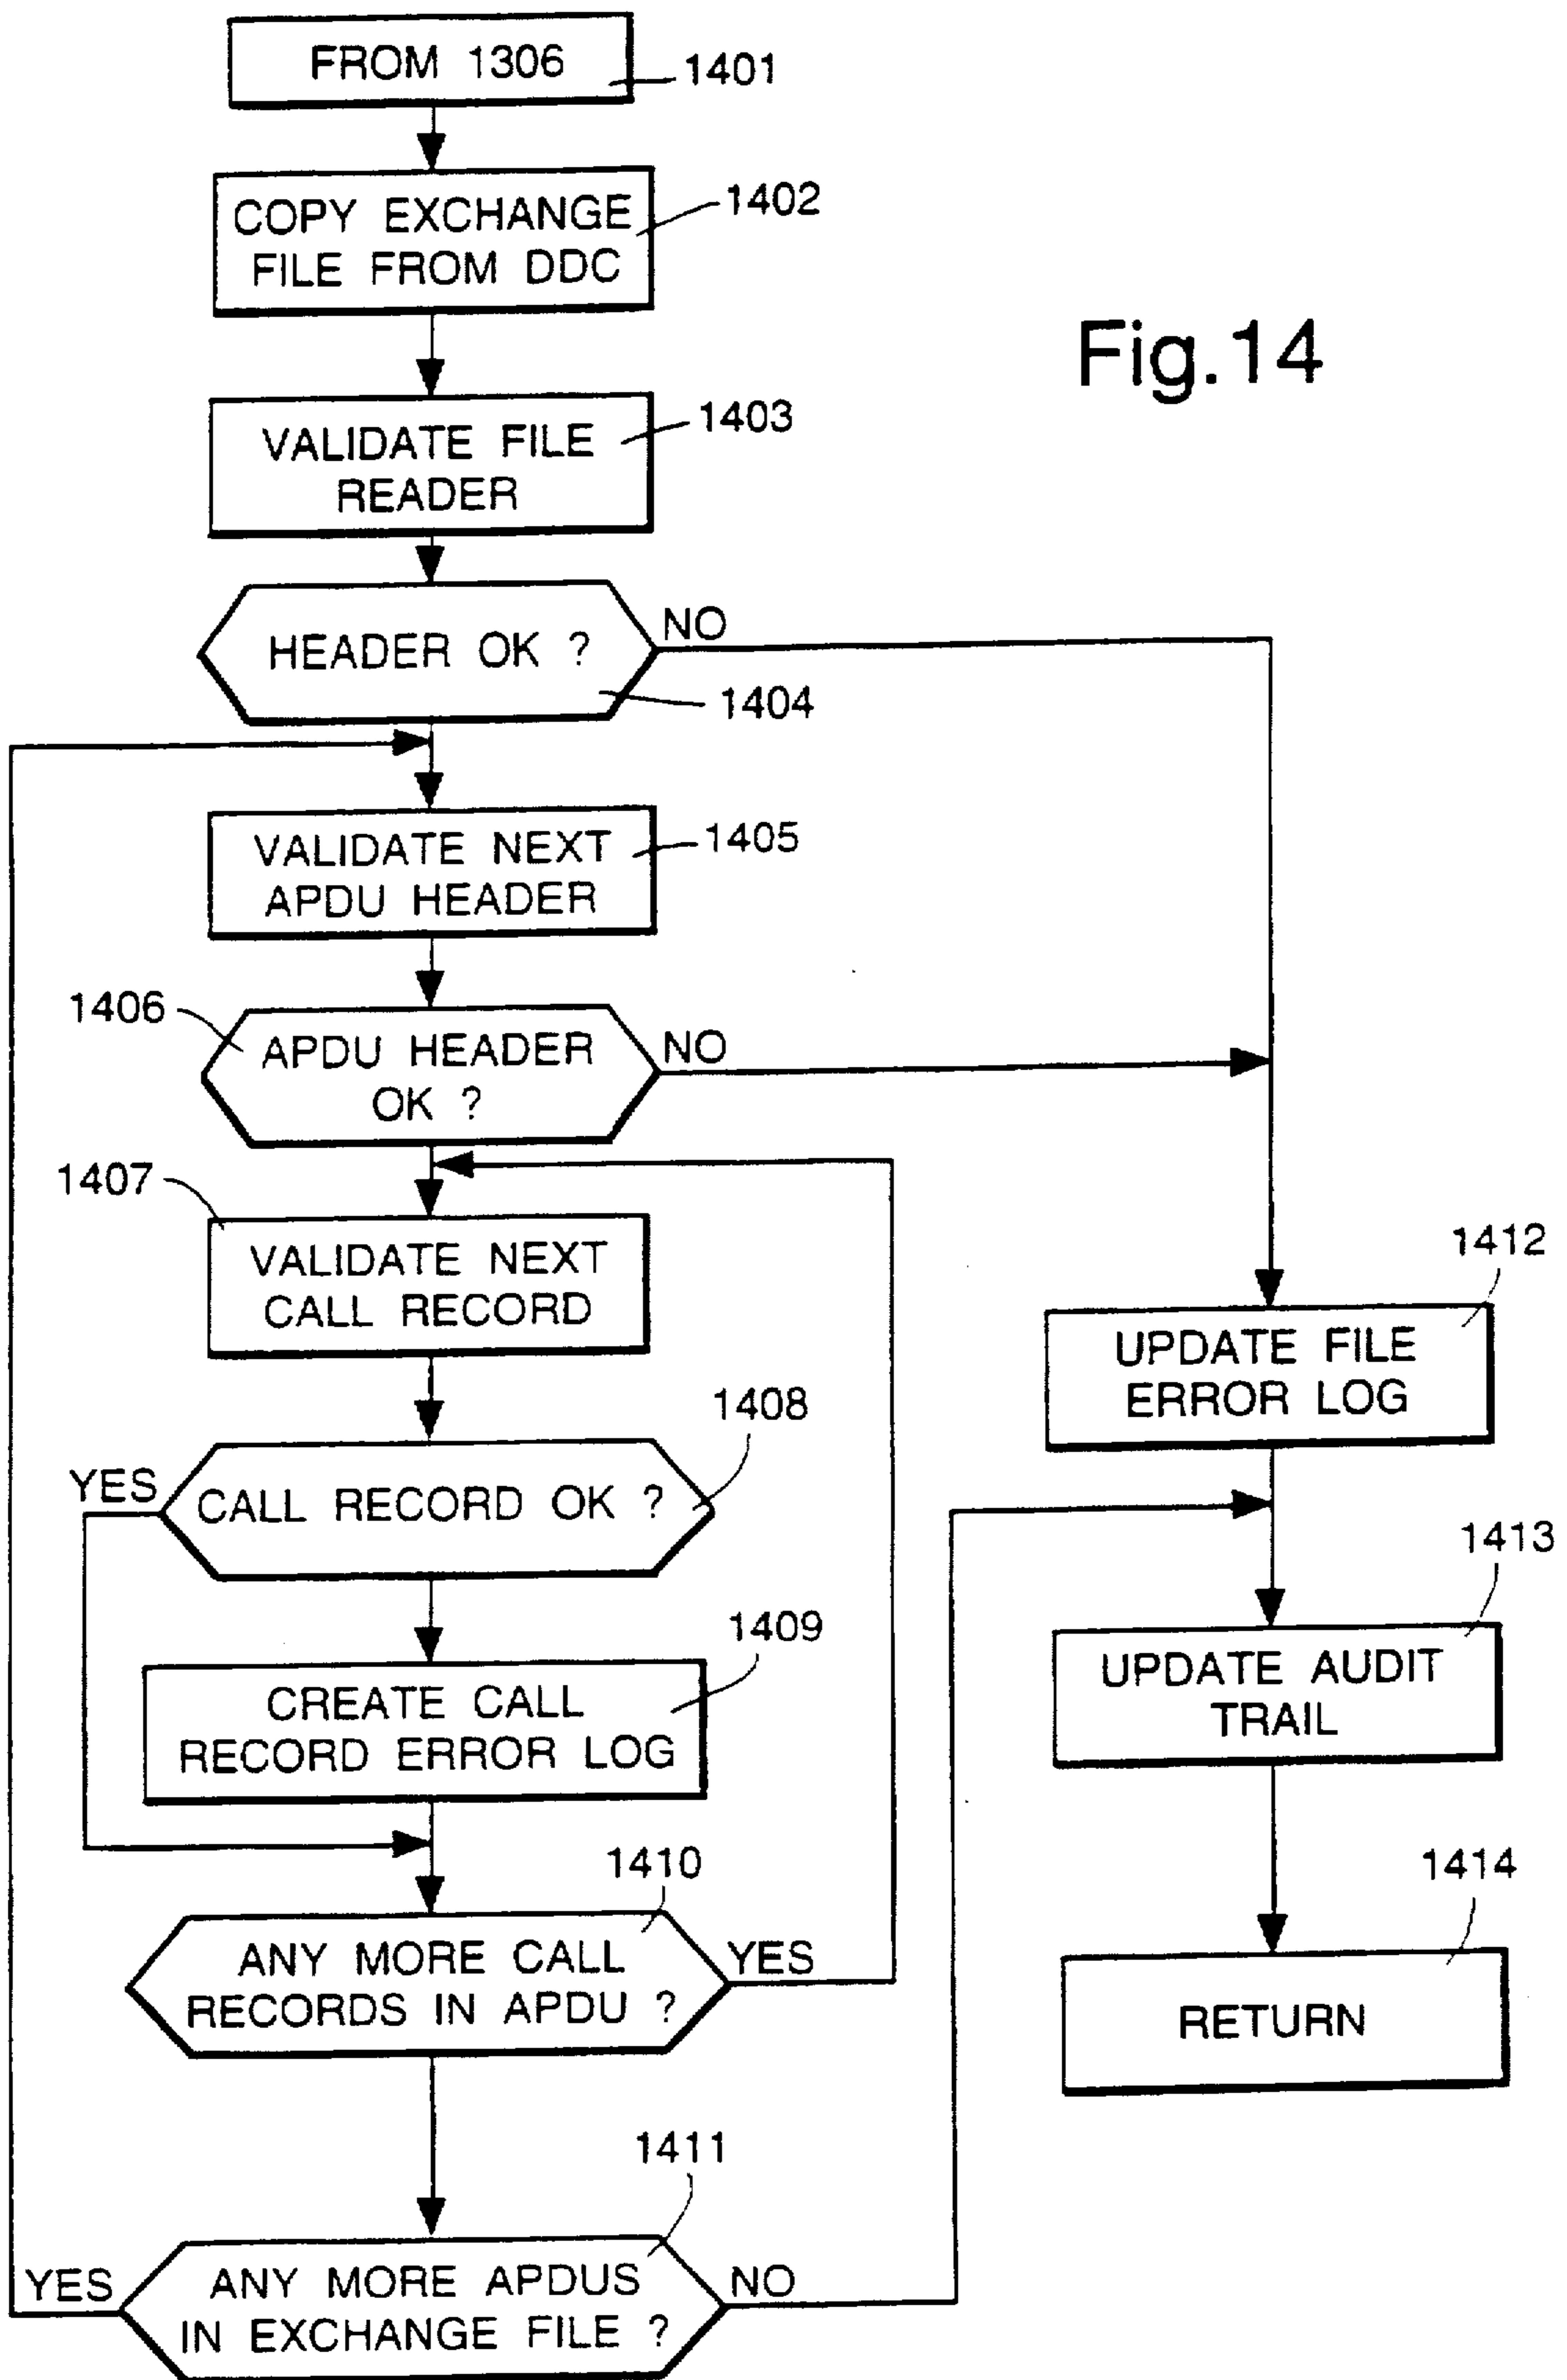 FROM 1306
1401
COPY EXCHANGE
FILE FROM DDC
1402
Fig.14
VALIDATE FILE
READER
1403
HEADER OK ?
NO
1404
VALIDATE NEXT
APDU HEADER
1405
1406
APDU HEADER
OK ?
NO
1407
VALIDATE NEXT
CALL RECORD
1408
YES
CALL RECORD OK ?
1409
CREATE CALL
RECORD ERROR LOG
1410
ANY MORE CALL
RECORDS IN APDU ?
YES
1411
YES
ANY MORE APDUS
IN EXCHANGE FILE ?
NO
1412
UPDATE FILE
ERROR LOG
1413
UPDATE AUDIT
TRAIL
1414
RETURN